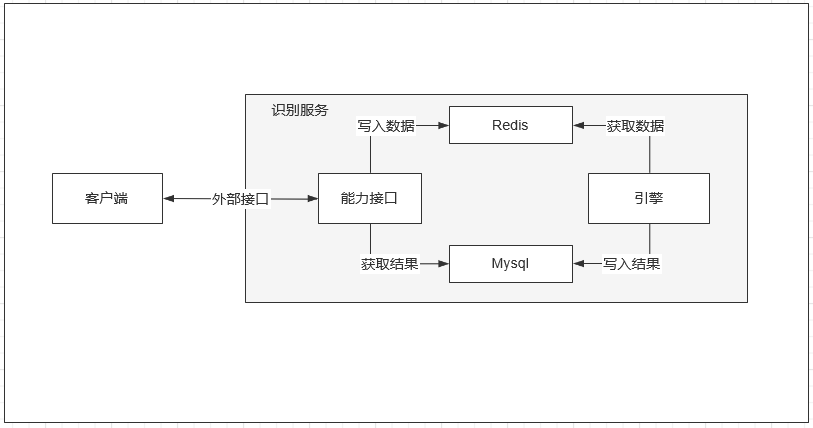 识别服务
写入数据
Redis
获取数据
客户端
外部接口
能力接口
引擎
获取结果
Mysql
写入结果